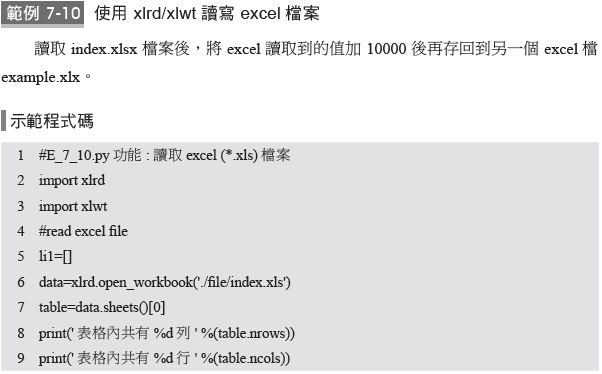 範例 7-10 使用 xlrd/xlwt 讀寫 excel 檔案
讀取 index.xlsx 檔案後，將 excel 讀取到的值加 10000 後再存回到另一個 excel 檔
example.xlx。
示範程式碼
1 #E_7_10.py 功能 : 讀取 excel (*.xls) 檔案
2 import xlrd
3 import xlwt
4 #read excel file
5 li1=[]
6 data=xlrd.open_workbook('./file/index.xls')
7 table=data.sheets()[0]
8 print(' 表格內共有 %d 列 ' %(table.nrows))
9 print(' 表格內共有 %d 行 ' %(table.ncols))